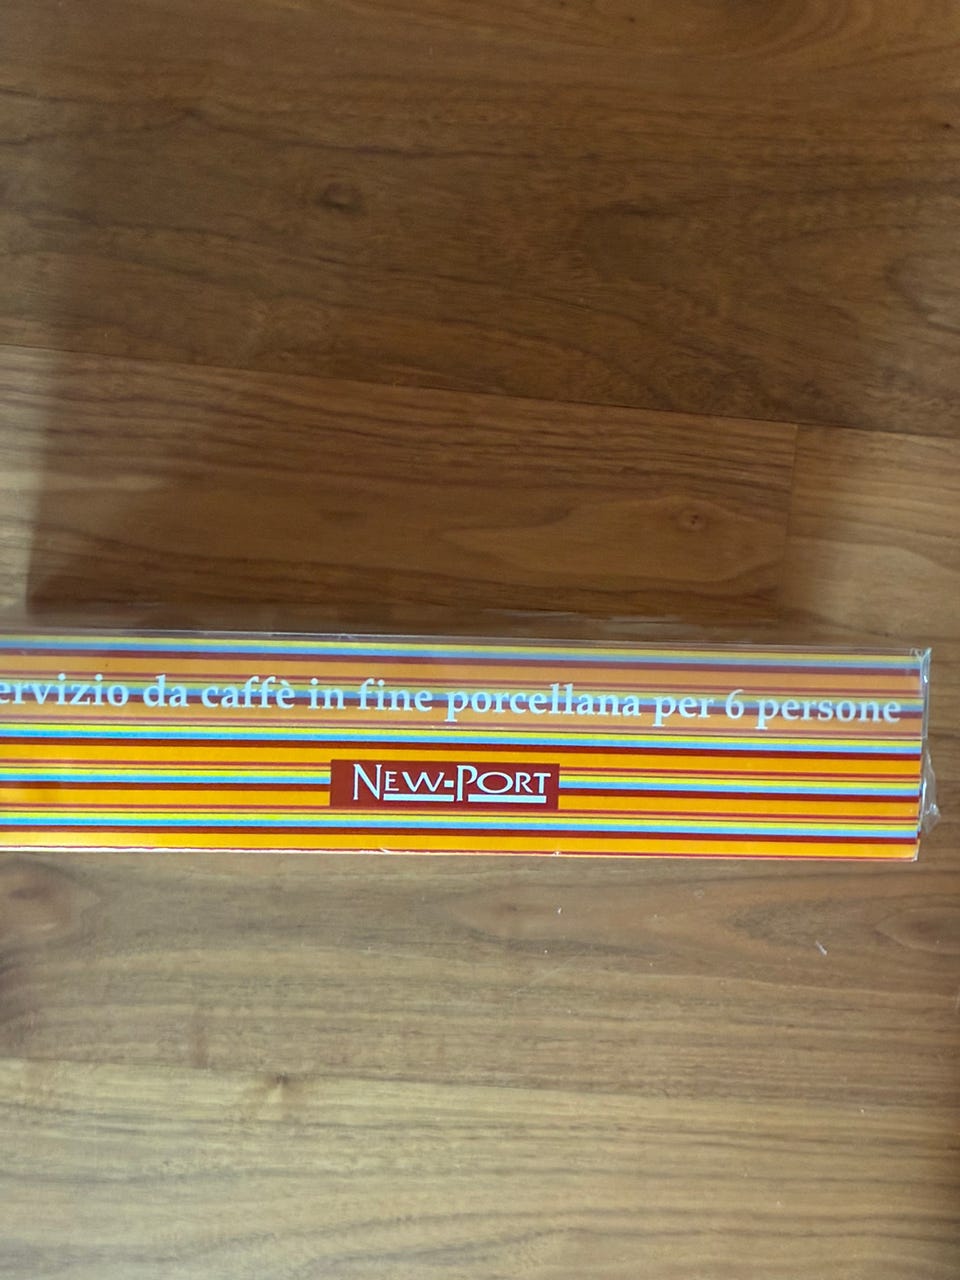 ervizio da caffè in fine porcellana per 6 persone
NEW-PORT